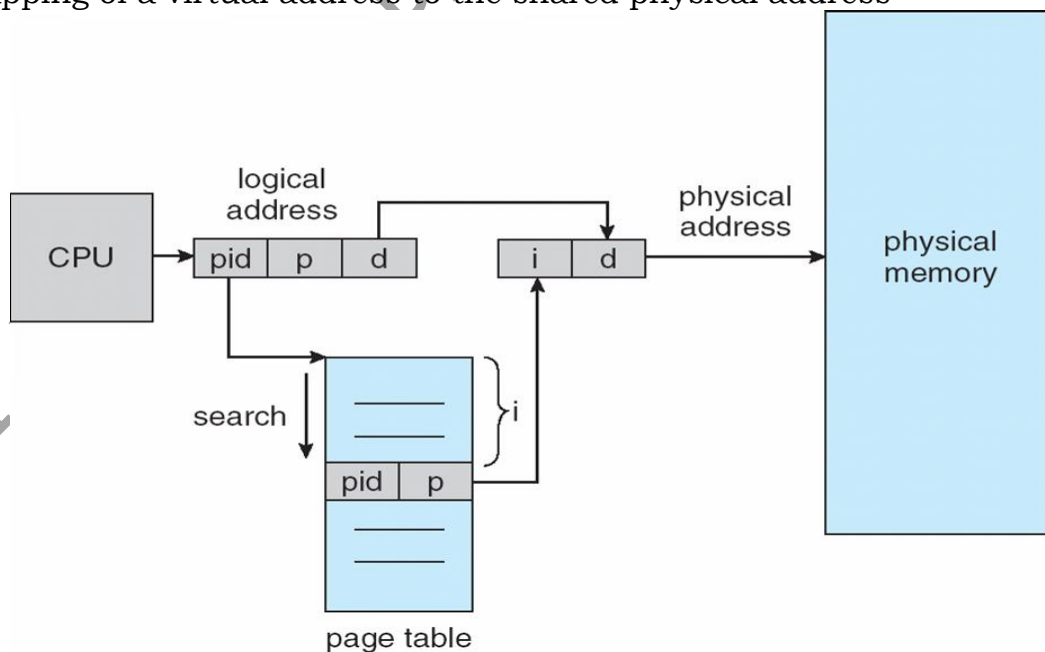 pping of a virtual address to the shared physical address
logical
address
physical
address
CPU
pid p d
i d
physical
memory
search
i
pid p
page table